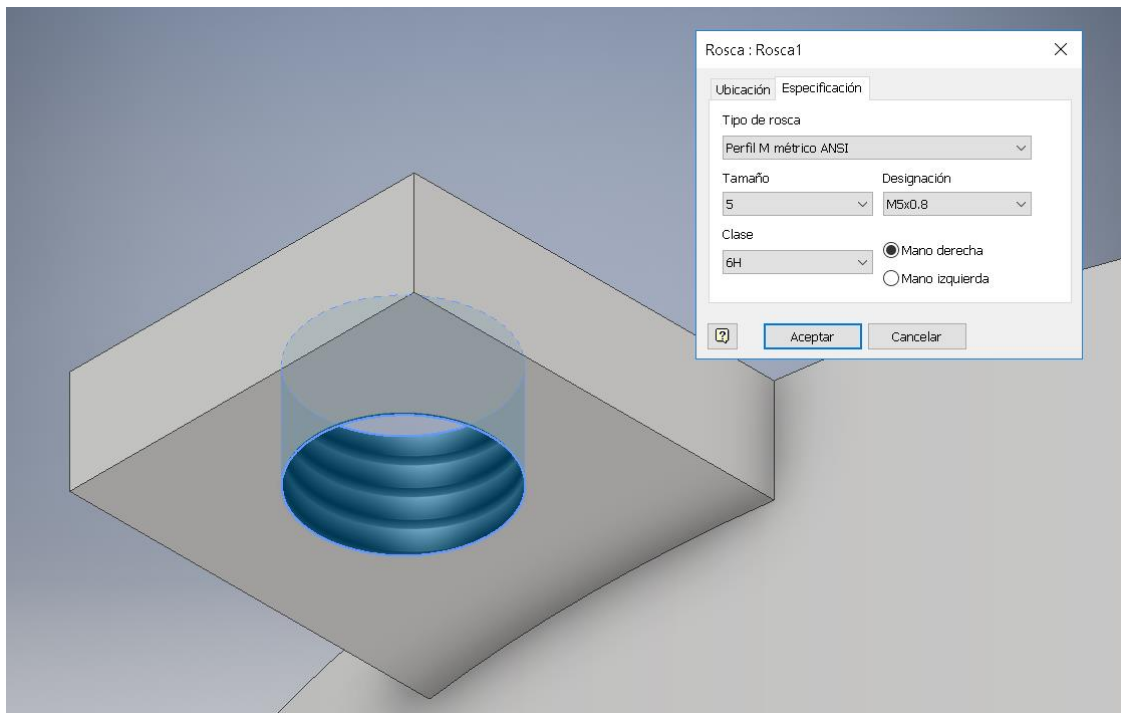 Rosca : Rosca1
Ubicación Especificación
Tipo de rosca
Perfil M métrico ANSI
Tamaño Designación
5 M5x0.8
Clase
6H
Mano derecha
Mano izquierda
? Aceptar Cancelar